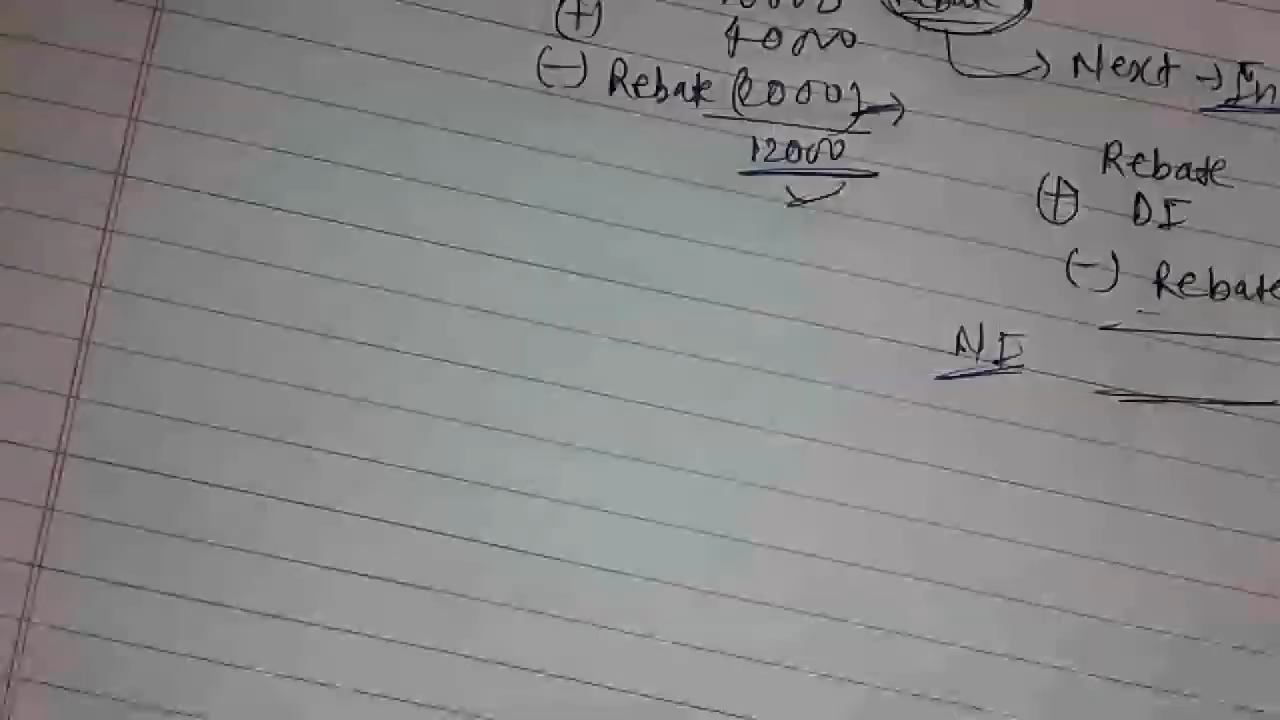 (+) 4000
(-) Rebate (2000) →
12000
→ Next →
Rebate
(+) DI
(-) Rebate
NI